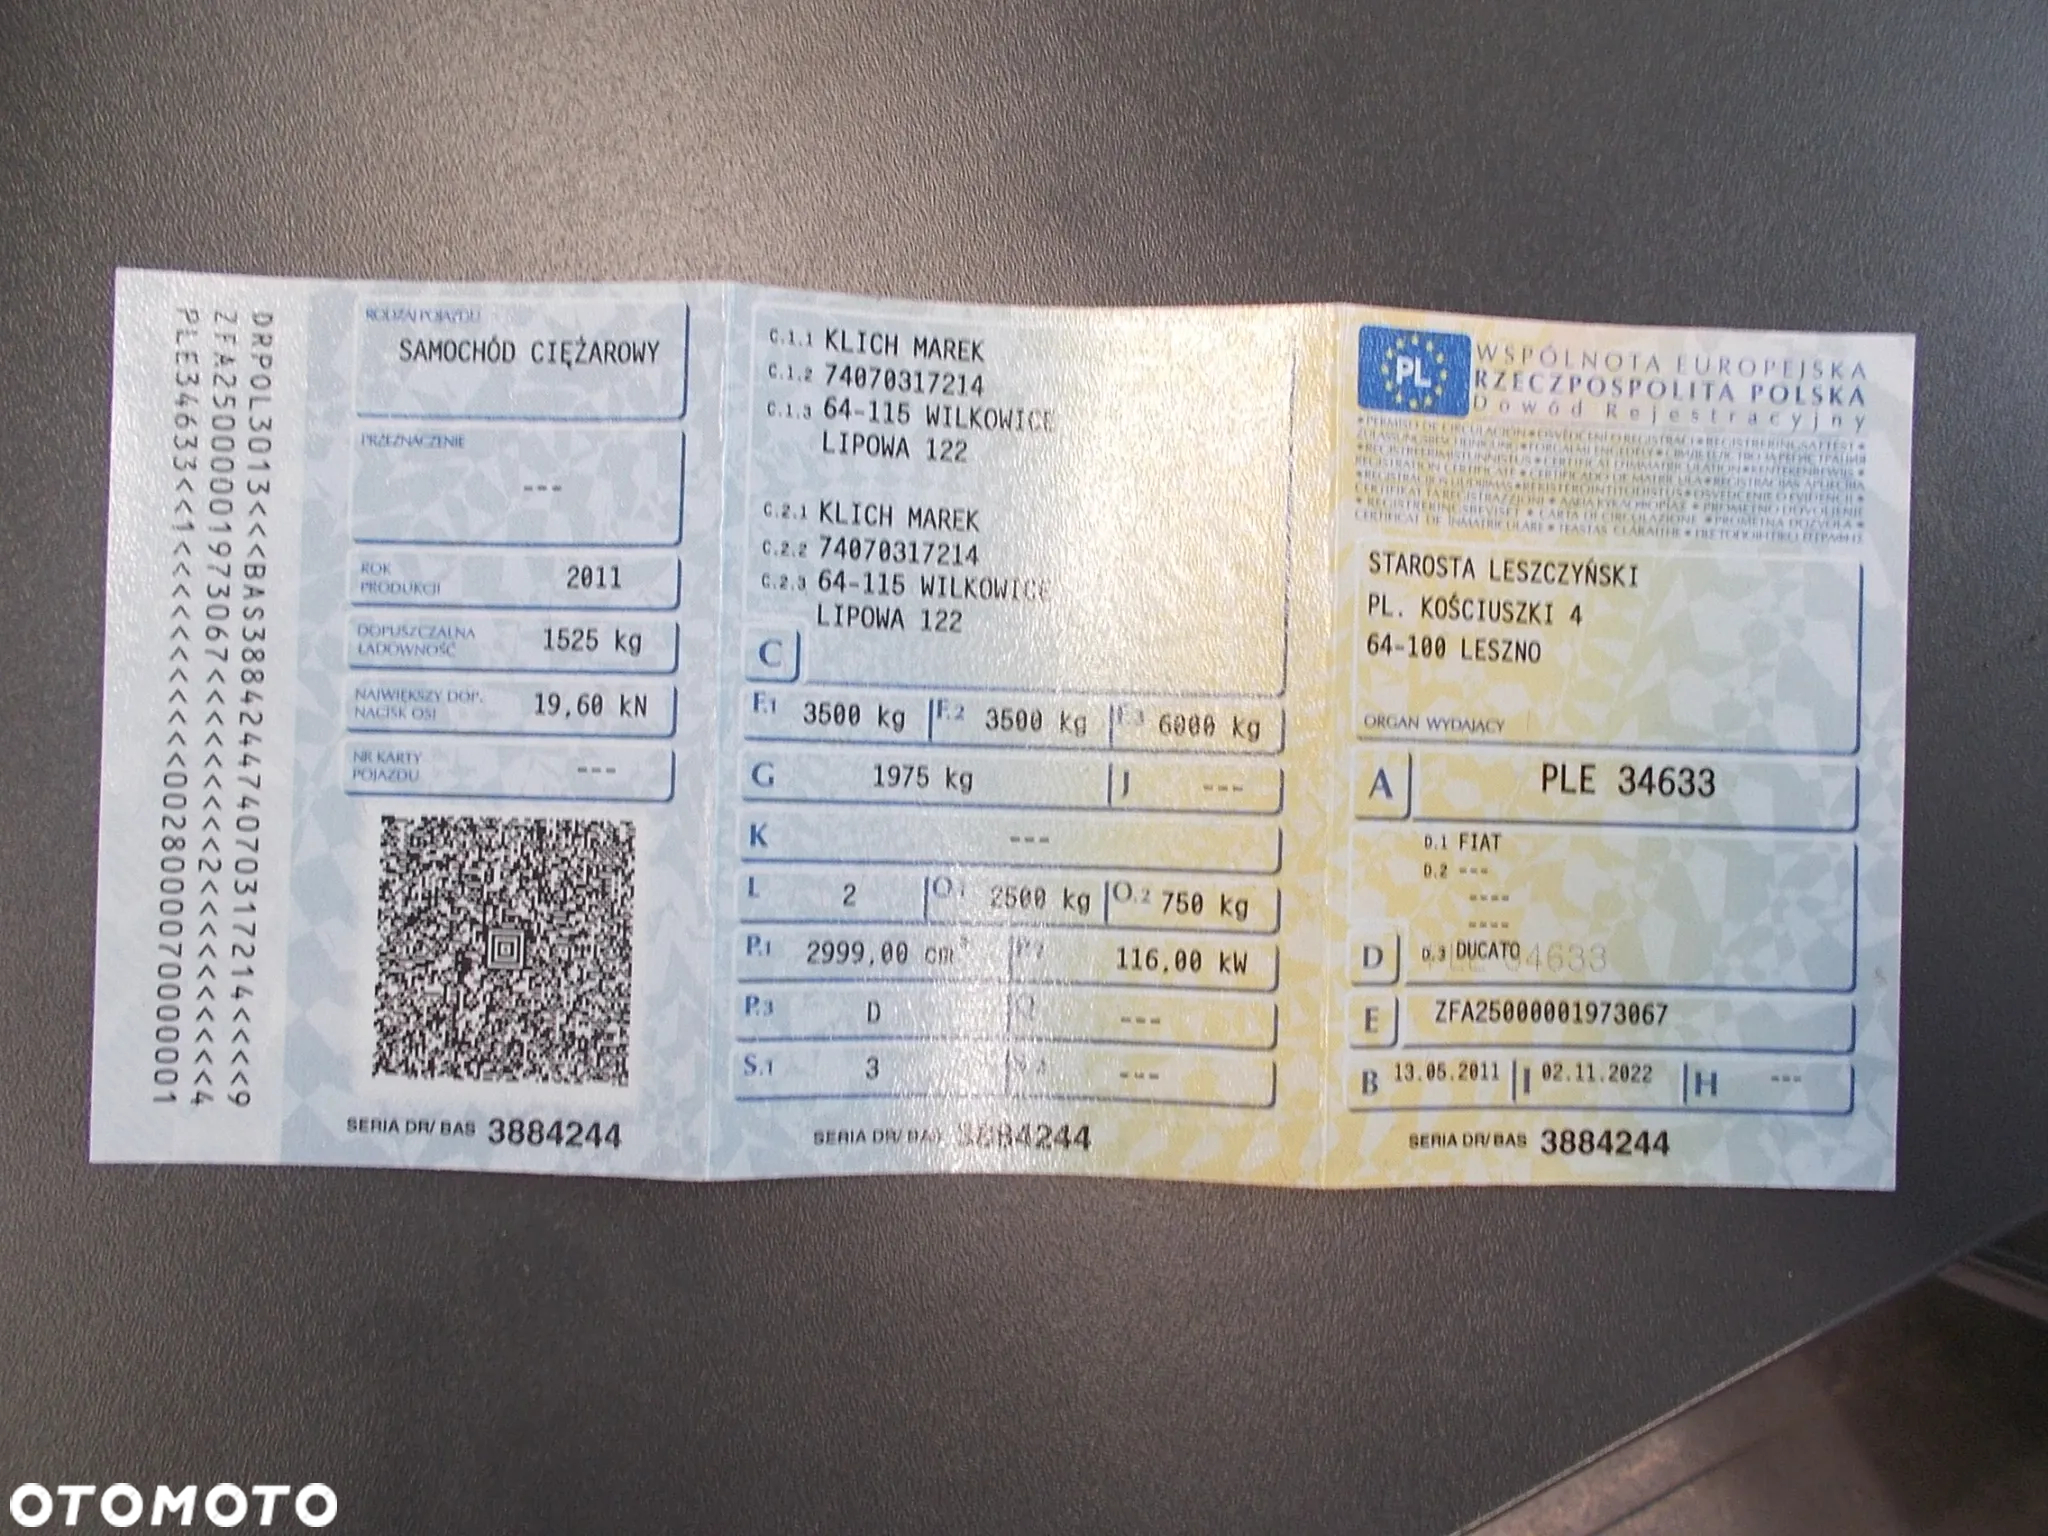 DRPOL3013<<BAS388424474070317214<<<9
ZFA25000001973067<<<<<<<2<<<<<<<<<<4
PLE34633<<1<<<<<<<<<<<00280000700000001
RODZAJ POJAZDU
SAMOCHÓD CIĘŻAROWY
PRZEZNACZENIE
---
ROK PRODUKCJI
2011
DOPUSZCZALNA ŁADOWNOŚĆ
1525 kg
NAJWIĘKSZY DOP. NACISK OSI
19,60 kN
NR KARTY POJAZDU
---
SERIA DR/BAS 3884244
C.1.1 KLICH MAREK
C.1.2 74070317214
C.1.3 64-115 WILKOWICE
LIPOWA 122
C.2.1 KLICH MAREK
C.2.2 74070317214
C.2.3 64-115 WILKOWICE
LIPOWA 122
C
F.1 3500 kg F.2 3500 kg F.3 6000 kg
G 1975 kg J ---
K ---
L 2 O.1 2500 kg O.2 750 kg
P.1 2999,00 cm³ P.2 116,00 kW
P.3 D Q ---
S.1 3 S.2 ---
SERIA DR/BAS 3884244
PL
WSPÓLNOTA EUROPEJSKA
RZECZPOSPOLITA POLSKA
Dowód Rejestracyjny
STAROSTA LESZCZYŃSKI
PL. KOŚCIUSZKI 4
64-100 LESZNO
ORGAN WYDAJĄCY
A PLE 34633
D.1 FIAT
D.2 ---
----
----
D D.3 DUCATO
PLE 34633
E ZFA25000001973067
B 13.05.2011 I 02.11.2022 H ---
SERIA DR/BAS 3884244
OTOMOTO